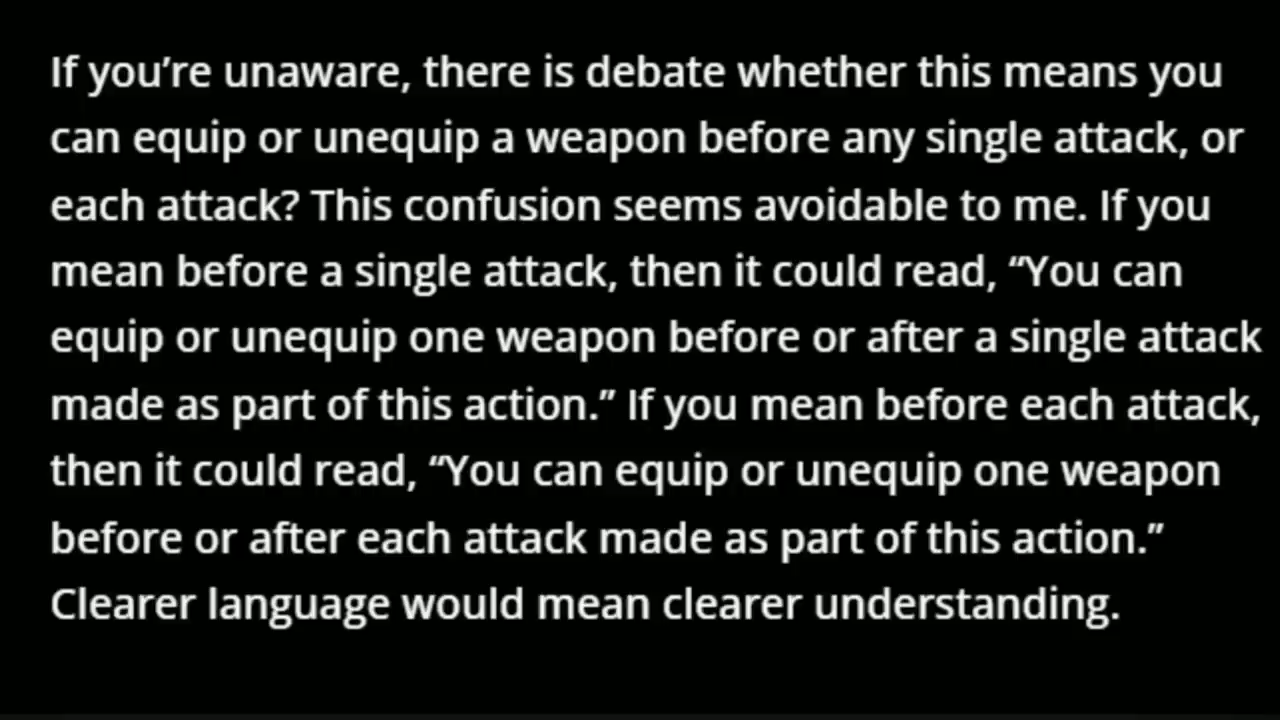 If you’re unaware, there is debate whether this means you
can equip or unequip a weapon before any single attack, or
each attack? This confusion seems avoidable to me. If you
mean before a single attack, then it could read, “You can
equip or unequip one weapon before or after a single attack
made as part of this action.” If you mean before each attack,
then it could read, “You can equip or unequip one weapon
before or after each attack made as part of this action.”
Clearer language would mean clearer understanding.